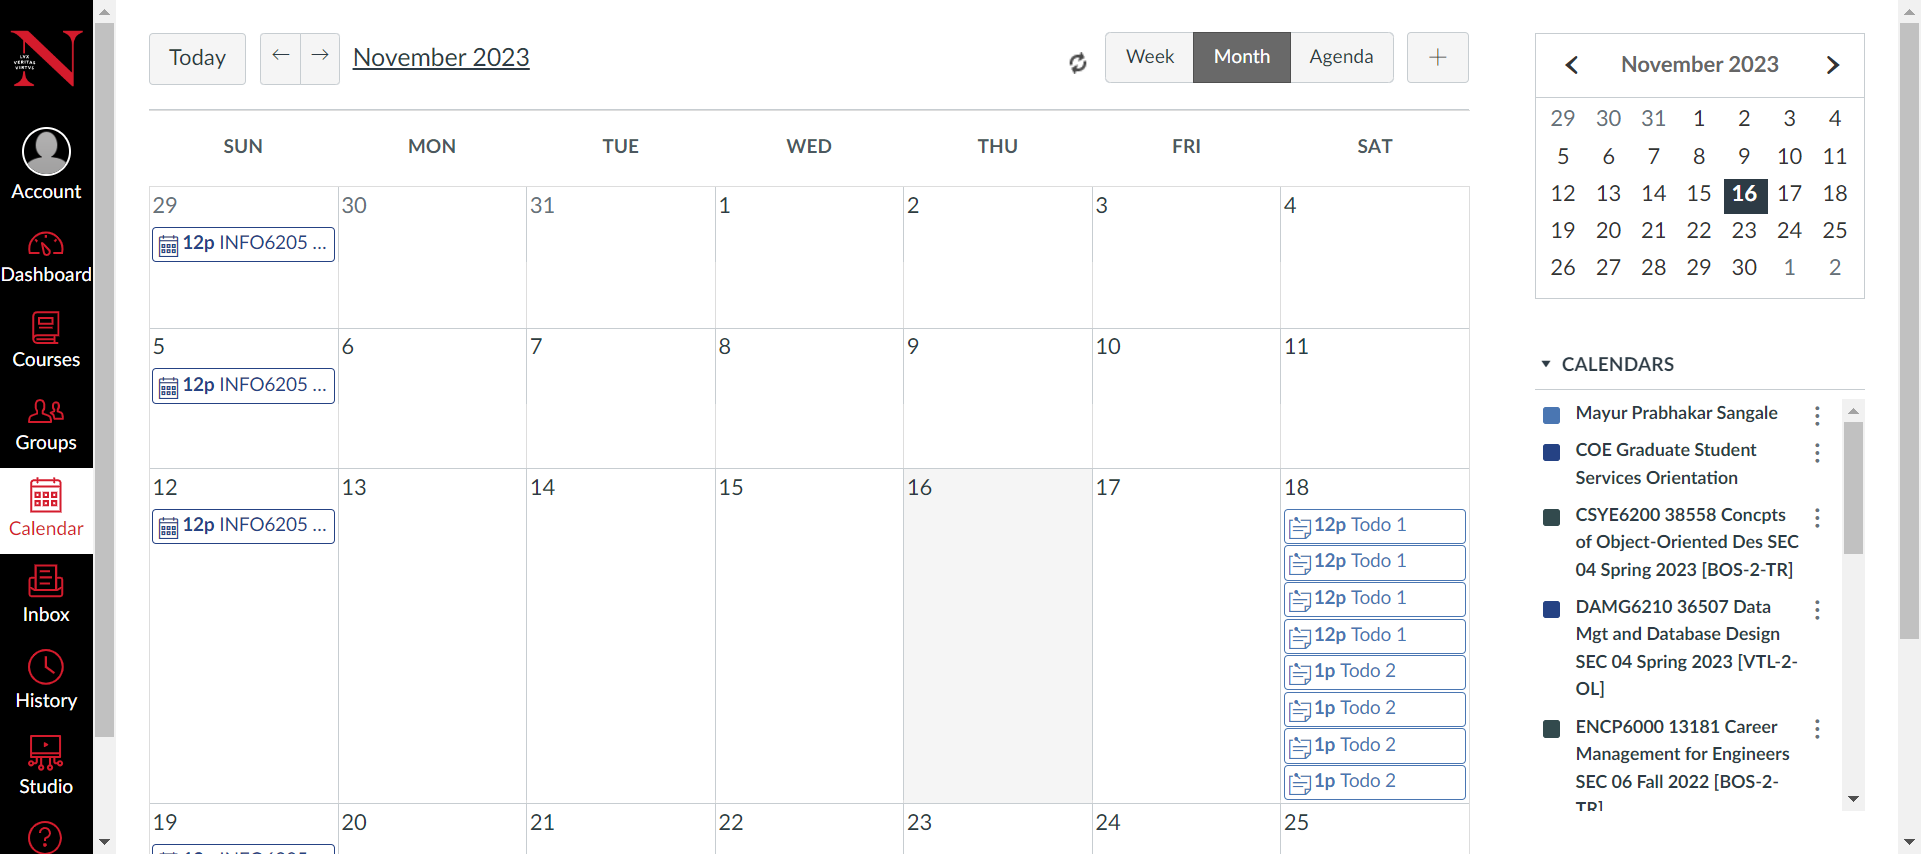 N
LVX
VERITAS
VIRTVS
Account
Dashboard
Courses
Groups
Calendar
Inbox
History
Studio
?
Today
← →
November 2023
Week Month Agenda +
SUN MON TUE WED THU FRI SAT
29 30 31 1 2 3 4
12p INFO6205 ...
5 6 7 8 9 10 11
12p INFO6205 ...
12 13 14 15 16 17 18
12p INFO6205 ...
12p Todo 1
12p Todo 1
12p Todo 1
12p Todo 1
1p Todo 2
1p Todo 2
1p Todo 2
1p Todo 2
19 20 21 22 23 24 25
November 2023
29 30 31 1 2 3 4
5 6 7 8 9 10 11
12 13 14 15 16 17 18
19 20 21 22 23 24 25
26 27 28 29 30 1 2
CALENDARS
Mayur Prabhakar Sangale
COE Graduate Student
Services Orientation
CSYE6200 38558 Concpts
of Object-Oriented Des SEC
04 Spring 2023 [BOS-2-TR]
DAMG6210 36507 Data
Mgt and Database Design
SEC 04 Spring 2023 [VTL-2-
OL]
ENCP6000 13181 Career
Management for Engineers
SEC 06 Fall 2022 [BOS-2-
TR]